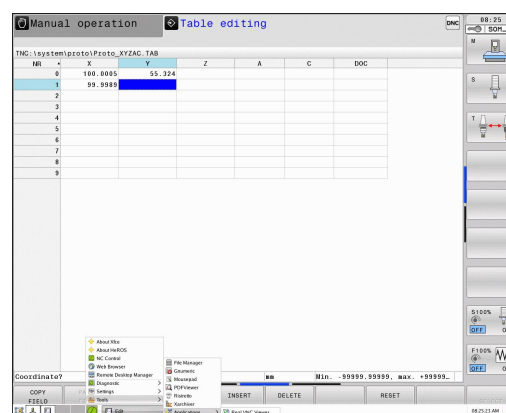 Manual operation
Table editing
DNC
08:25
TNC:\system\proto\Proto_XYZAC.TAB
NR X Y Z A C DOC
0 100.0005 55.324
1 99.9989
2
3
4
5
6
7
8
9
M
S
T
S100%
OFF
F100%
OFF
About Xfce
About HeROS
NC Control
Web Browser
Remote Desktop Manager
Diagnostic
Settings
Tools
File Manager
Gnumeric
Mousepad
PDFViewer
Ristretto
Xarchiver
Coordinate?
mm
Min. -99999.99999, max. +99999…
COPY
FIELD
INSERT
DELETE
RESET
Edit
Applications
Real VNC Viewer
08:25:23 AM